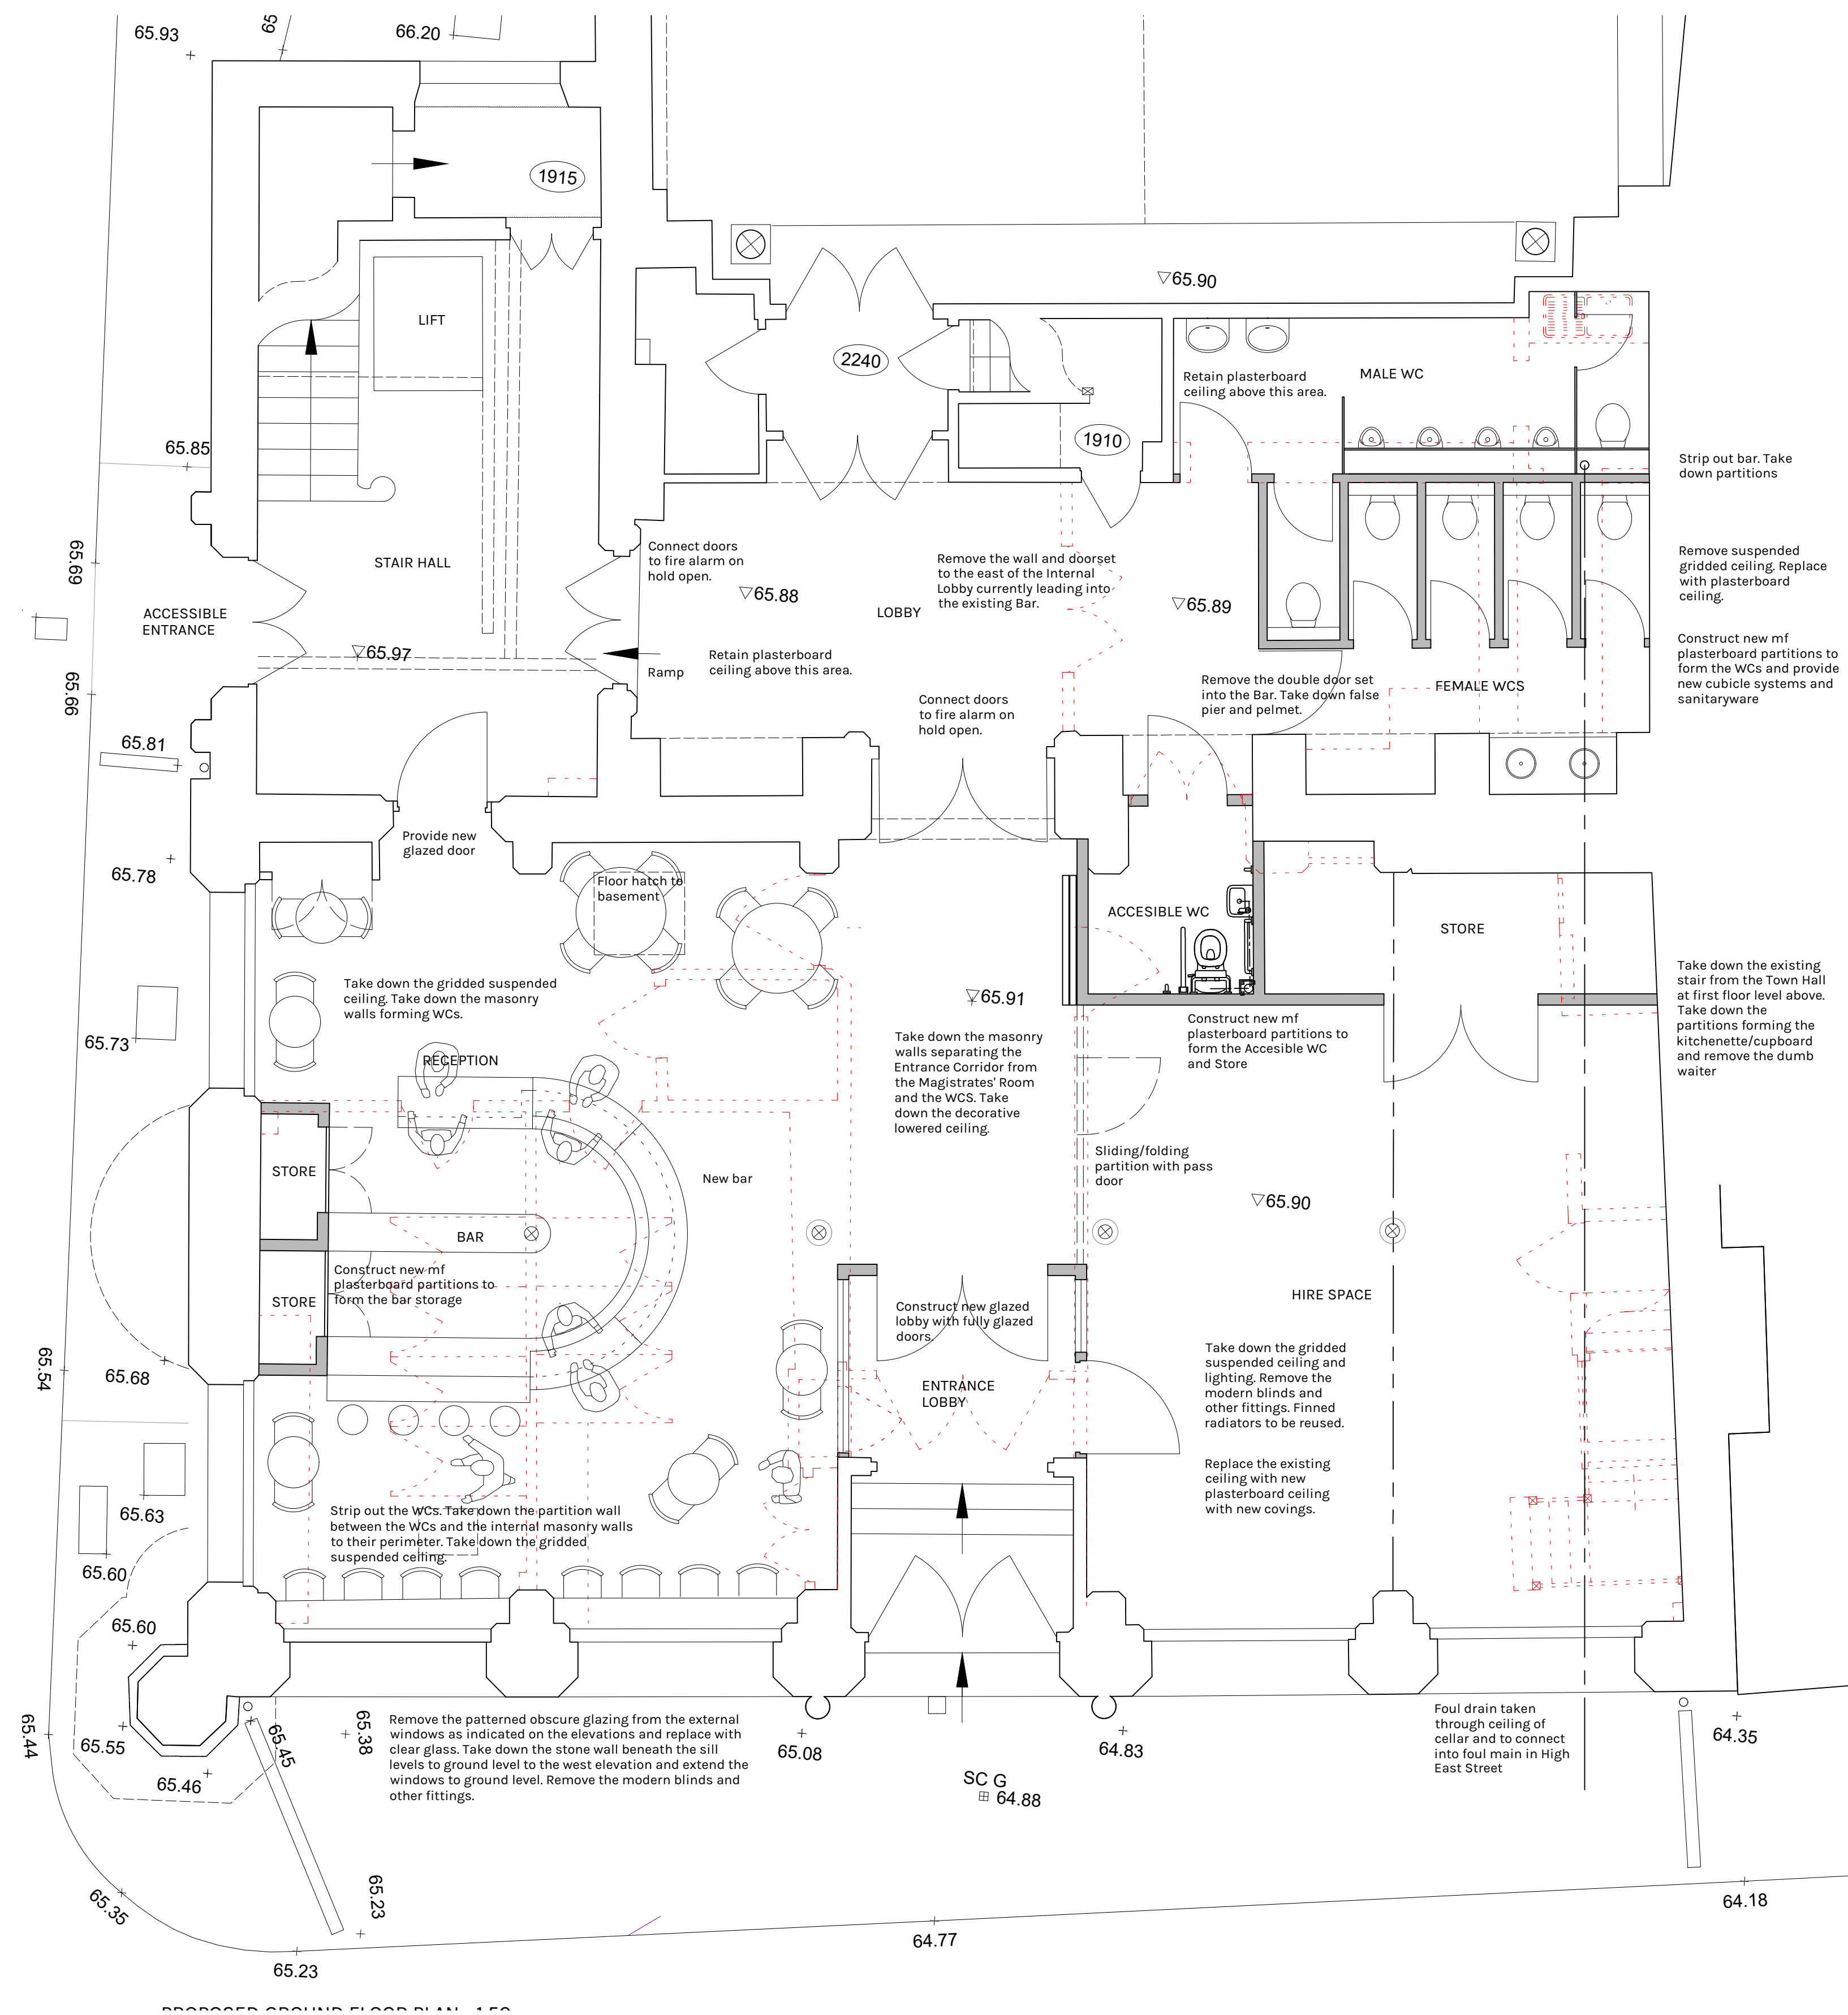 65.93
65
66.20
1915
LIFT
65.90
2240
1910
Retain plasterboard
ceiling above this area.
MALE WC
65.85
Strip out bar. Take
down partitions
65.69
STAIR HALL
Connect doors
to fire alarm on
hold open.
65.88
LOBBY
Remove the wall and doorset
to the east of the Internal
Lobby currently leading into
the existing Bar.
65.89
Remove suspended
gridded ceiling. Replace
with plasterboard
ceiling.
ACCESSIBLE
ENTRANCE
65.97
Ramp
Retain plasterboard
ceiling above this area.
Construct new mf
plasterboard partitions to
form the WCs and provide
new cubicle systems and
sanitaryware
65.66
Connect doors
to fire alarm on
hold open.
Remove the double door set
into the Bar. Take down false
pier and pelmet.
FEMALE WCS
65.81
Provide new
glazed door
65.78
Floor hatch to
basement
ACCESIBLE WC
STORE
Take down the gridded suspended
ceiling. Take down the masonry
walls forming WCs.
65.91
Take down the existing
stair from the Town Hall
at first floor level above.
Take down the
partitions forming the
kitchenette/cupboard
and remove the dumb
waiter
65.73
RECEPTION
Take down the masonry
walls separating the
Entrance Corridor from
the Magistrates' Room
and the WCS. Take
down the decorative
lowered ceiling.
Construct new mf
plasterboard partitions to
form the Accesible WC
and Store
STORE
New bar
Sliding/folding
partition with pass
door
65.90
BAR
Construct new mf
plasterboard partitions to
form the bar storage
STORE
HIRE SPACE
Construct new glazed
lobby with fully glazed
doors.
65.54
65.68
ENTRANCE
LOBBY
Take down the gridded
suspended ceiling and
lighting. Remove the
modern blinds and
other fittings. Finned
radiators to be reused.
Replace the existing
ceiling with new
plasterboard ceiling
with new covings.
65.63
Strip out the WCs. Take down the partition wall
between the WCs and the internal masonry walls
to their perimeter. Take down the gridded
suspended ceiling.
65.60
65.60
65.44
65.55
65.46
65.45
65.38
Remove the patterned obscure glazing from the external
windows as indicated on the elevations and replace with
clear glass. Take down the stone wall beneath the sill
levels to ground level to the west elevation and extend the
windows to ground level. Remove the modern blinds and
other fittings.
65.08
64.83
Foul drain taken
through ceiling of
cellar and to connect
into foul main in High
East Street
64.35
SC G
64.88
65.35
65.23
64.77
64.18
65.23
PROPOSED GROUND FLOOR PLAN - 1:50